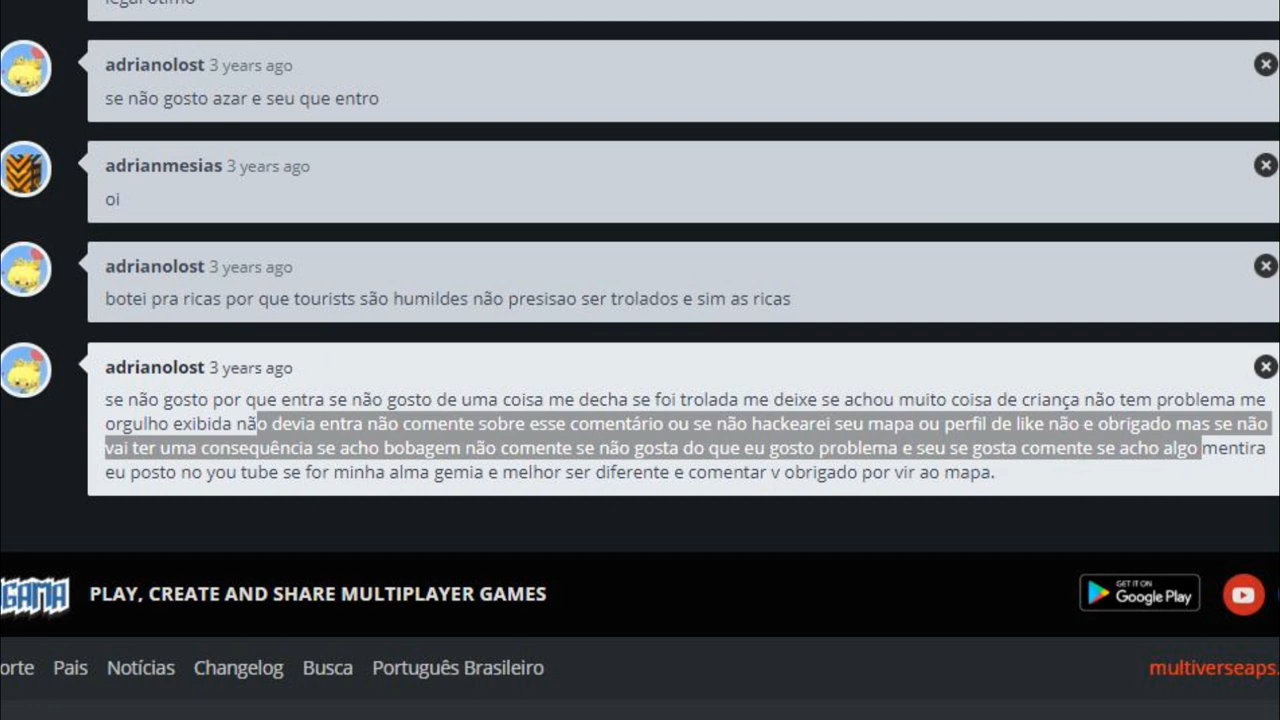 legal otimo
adrianolost 3 years ago
se não gosto azar e seu que entro
adrianmesias 3 years ago
oi
adrianolost 3 years ago
botei pra ricas por que tourists são humildes não presisao ser trolados e sim as ricas
adrianolost 3 years ago
se não gosto por que entra se não gosto de uma coisa me decha se foi trolada me deixe se achou muito coisa de criança não tem problema me
orgulho exibida não devia entra não comente sobre esse comentário ou se não hackearei seu mapa ou perfil de like não e obrigado mas se não
vai ter uma consequência se acho bobagem não comente se não gosta do que eu gosto problema e seu se gosta comente se acho algo mentira
eu posto no you tube se for minha alma gemia e melhor ser diferente e comentar v obrigado por vir ao mapa.
GAMA PLAY, CREATE AND SHARE MULTIPLAYER GAMES
GET IT ON
Google Play
orte Pais Notícias Changelog Busca Português Brasileiro multiverseaps.